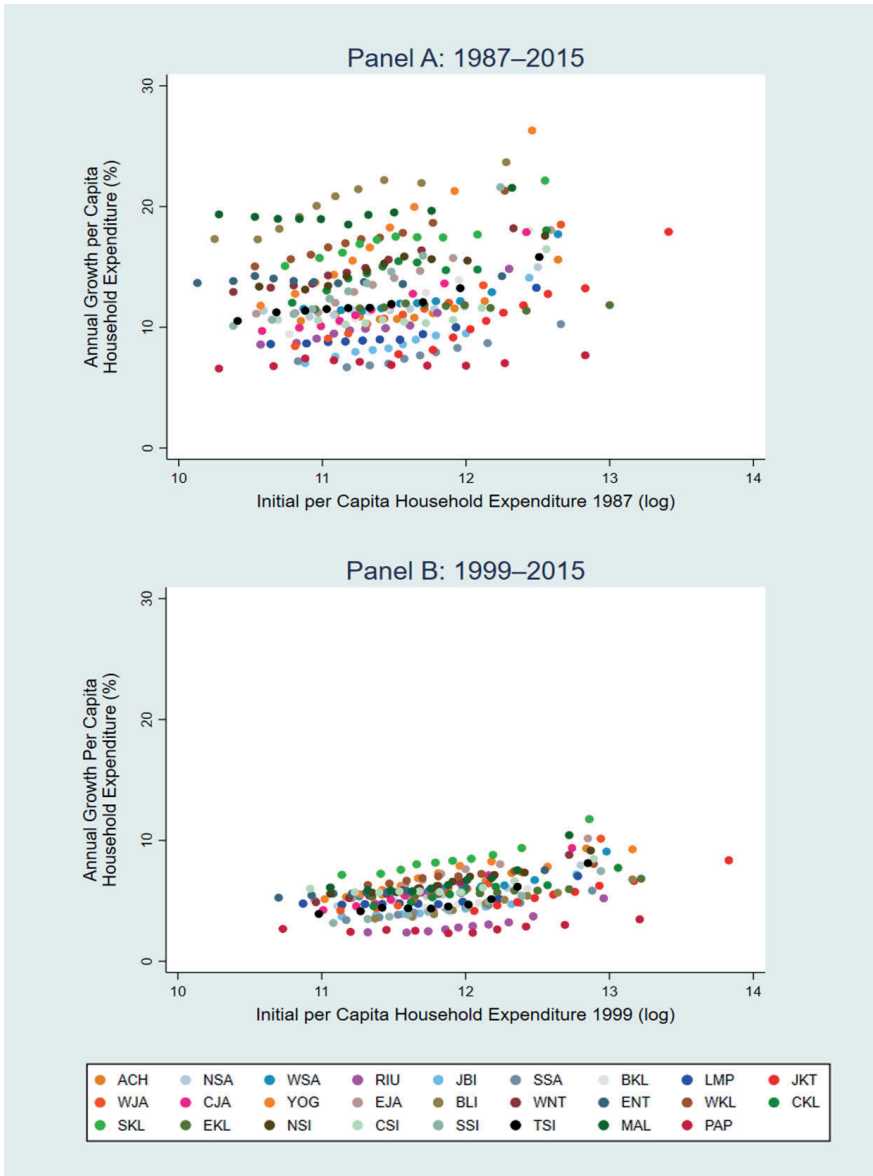 Panel A: 1987–2015
Annual Growth per Capita
Household Expenditure (%)
30
20
10
0
10 11 12 13 14
Initial per Capita Household Expenditure 1987 (log)
Panel B: 1999–2015
Annual Growth Per Capita
Household Expenditure (%)
30
20
10
0
10 11 12 13 14
Initial per Capita Household Expenditure 1999 (log)
ACH NSA WSA RIU JBI SSA BKL LMP JKT
WJA CJA YOG EJA BLI WNT ENT WKL CKL
SKL EKL NSI CSI SSI TSI MAL PAP